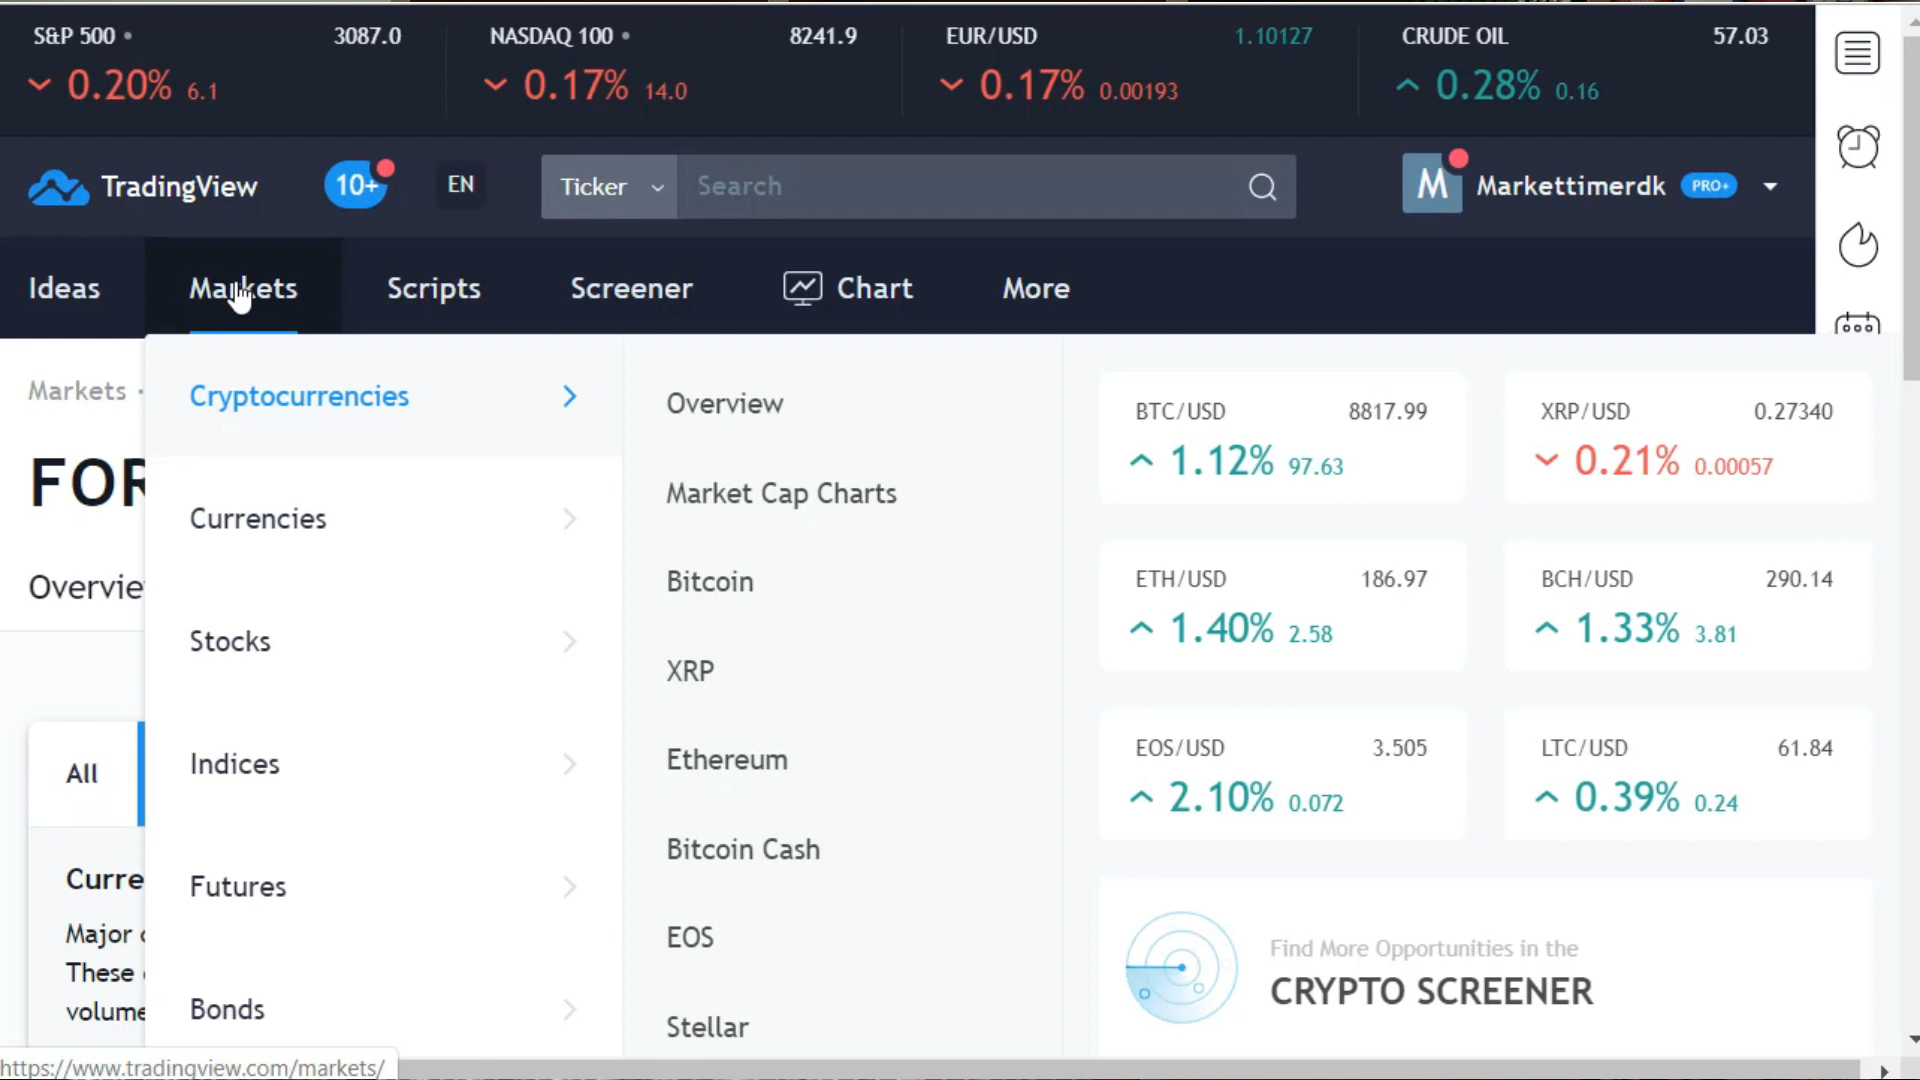 S&P 500 3087.0
0.20% 6.1
NASDAQ 100 8241.9
0.17% 14.0
EUR/USD 1.10127
0.17% 0.00193
CRUDE OIL 57.03
0.28% 0.16
TradingView 10+ EN Ticker Search M Markettimerdk PRO+
Ideas Markets Scripts Screener Chart More
Markets ·
FOR
Overvie
All
Curre
Major
These
volume
Cryptocurrencies
Currencies
Stocks
Indices
Futures
Bonds
Overview
Market Cap Charts
Bitcoin
XRP
Ethereum
Bitcoin Cash
EOS
Stellar
BTC/USD 8817.99
1.12% 97.63
XRP/USD 0.27340
0.21% 0.00057
ETH/USD 186.97
1.40% 2.58
BCH/USD 290.14
1.33% 3.81
EOS/USD 3.505
2.10% 0.072
LTC/USD 61.84
0.39% 0.24
Find More Opportunities in the
CRYPTO SCREENER
https://www.tradingview.com/markets/